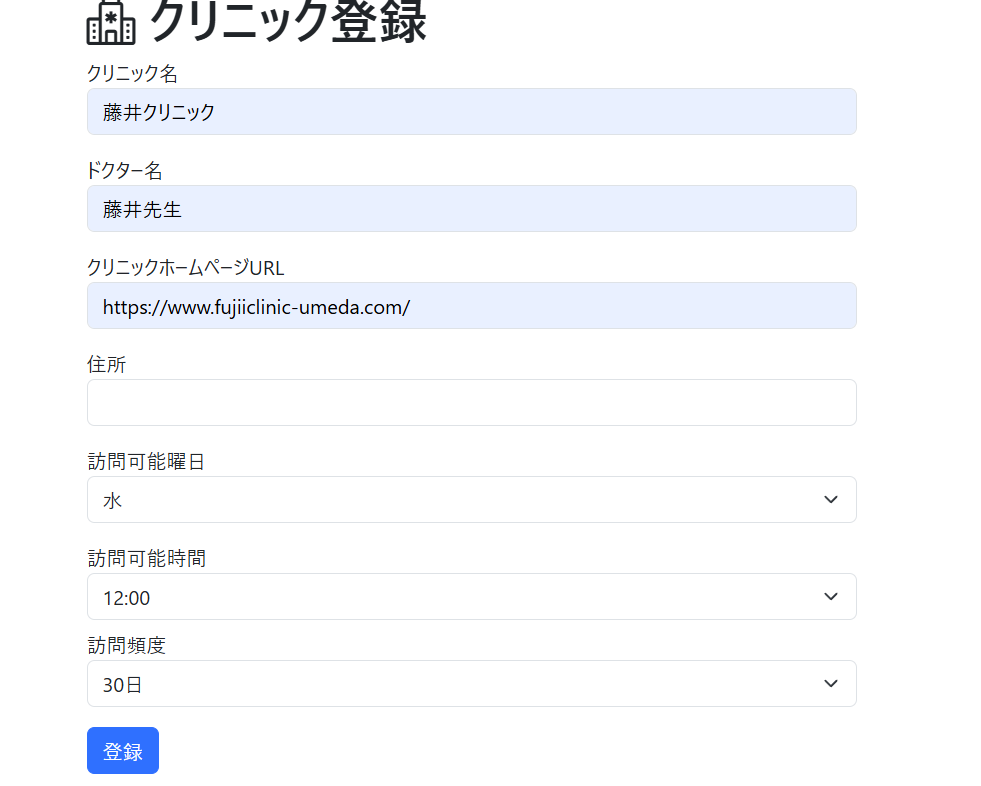 クリニック登録
クリニック名
藤井クリニック
ドクター名
藤井先生
クリニックホームページURL
https://www.fujiiclinic-umeda.com/
住所
訪問可能曜日
水
訪問可能時間
12:00
訪問頻度
30日
登録